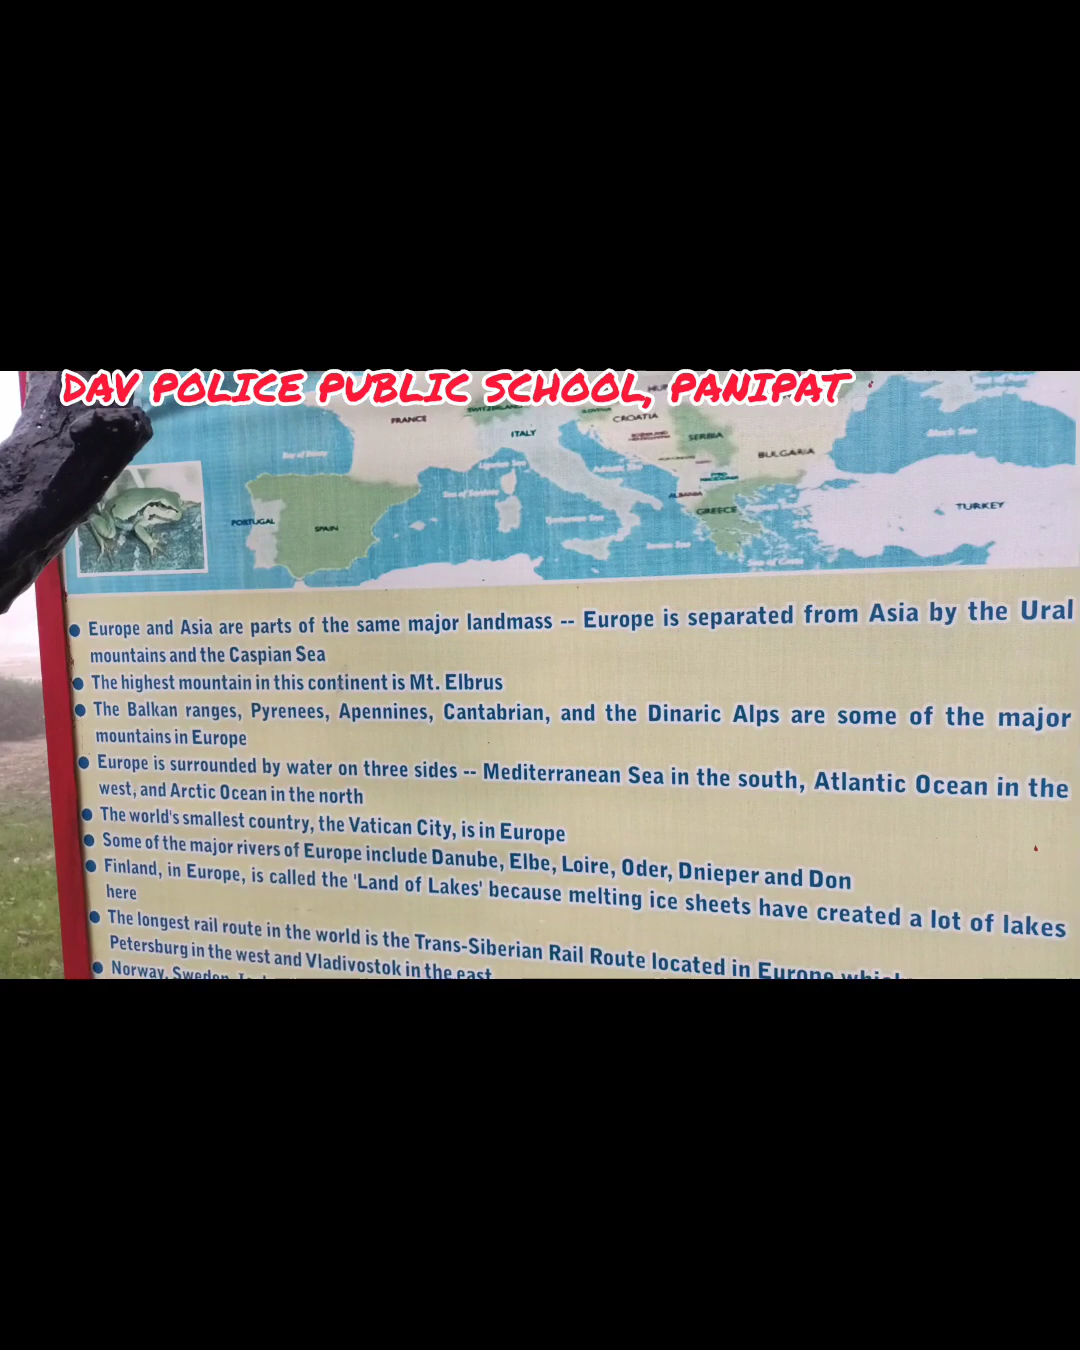 DAV POLICE PUBLIC SCHOOL, PANIPAT
FRANCE
SWITZERLAND
CROATIA
ITALY
SERBIA
BULGARIA
Black Sea
Adriatic Sea
ALBANIA
PORTUGAL
SPAIN
GREECE
TURKEY
● Europe and Asia are parts of the same major landmass -- Europe is separated from Asia by the Ural
mountains and the Caspian Sea
● The highest mountain in this continent is Mt. Elbrus
● The Balkan ranges, Pyrenees, Apennines, Cantabrian, and the Dinaric Alps are some of the major
mountains in Europe
● Europe is surrounded by water on three sides -- Mediterranean Sea in the south, Atlantic Ocean in the
west, and Arctic Ocean in the north
● The world's smallest country, the Vatican City, is in Europe
● Some of the major rivers of Europe include Danube, Elbe, Loire, Oder, Dnieper and Don
● Finland, in Europe, is called the 'Land of Lakes' because melting ice sheets have created a lot of lakes
here
● The longest rail route in the world is the Trans-Siberian Rail Route located in Europe
Petersburg in the west and Vladivostok in the east
● Norway, Sweden,